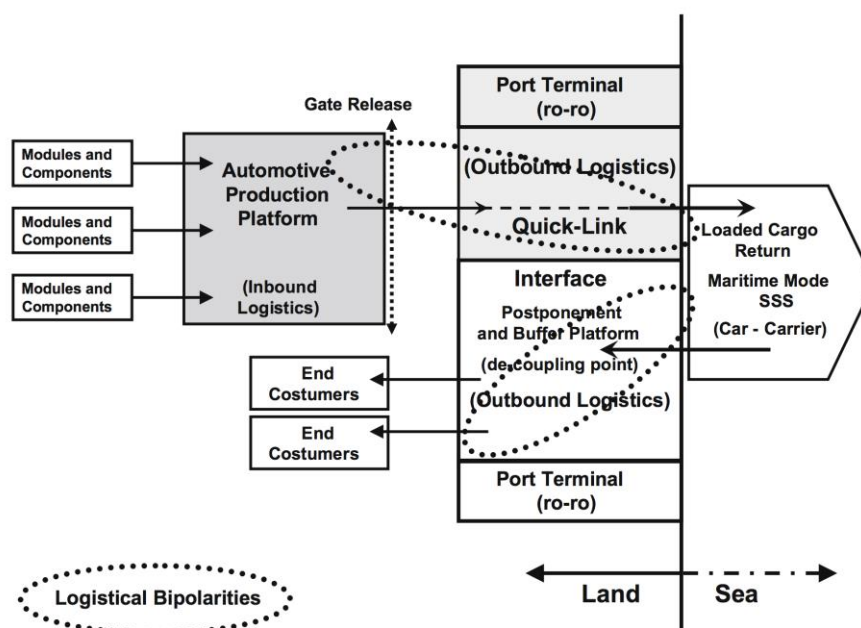 Port Terminal
(ro-ro)
Gate Release
Modules and
Components
Automotive
Production
Platform
(Inbound
Logistics)
Modules and
Components
Modules and
Components
(Outbound Logistics)
Quick-Link
Loaded Cargo
Return
Maritime Mode
SSS
(Car - Carrier)
Interface
Postponement
and Buffer Platform
(de-coupling point)
(Outbound Logistics)
End
Costumers
End
Costumers
Port Terminal
(ro-ro)
Land
Sea
Logistical Bipolarities